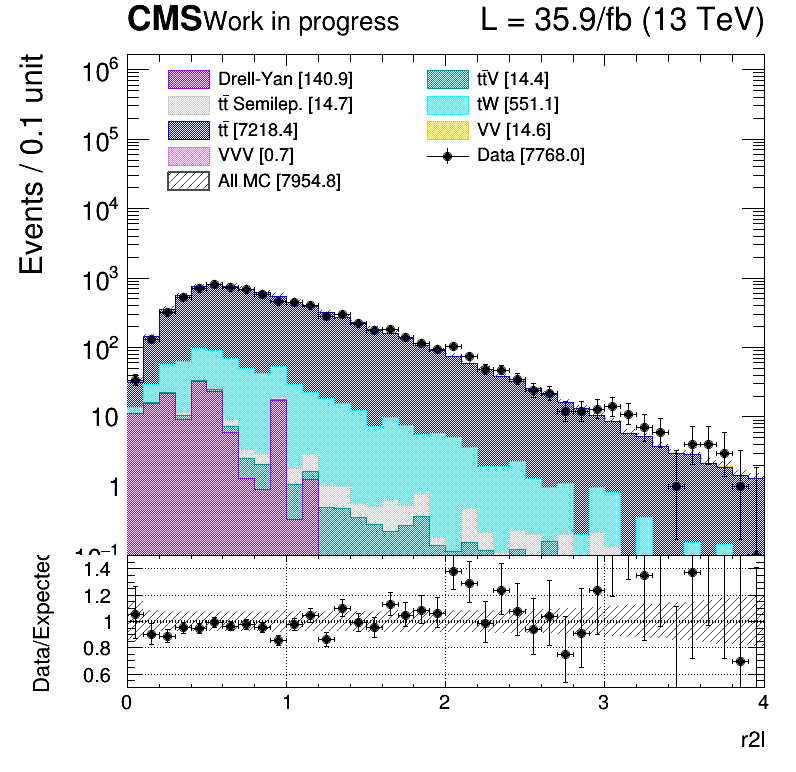 CMS Work in progress L = 35.9/fb (13 TeV)
Events / 0.1 unit
10⁶
10⁵
10⁴
10³
10²
10
1
10⁻¹
Drell-Yan [140.9]
tt̄ Semilep. [14.7]
tt̄ [7218.4]
VVV [0.7]
All MC [7954.8]
tt̄V [14.4]
tW [551.1]
VV [14.6]
Data [7768.0]
Data/Expected
1.4
1.2
1
0.8
0.6
0 1 2 3 4
r2l